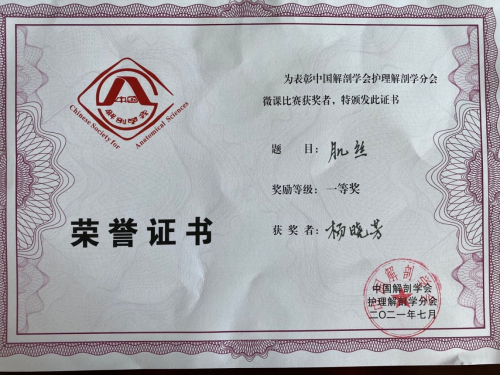 中国
解剖学会
Chinese Society for Anatomical Sciences
荣誉证书
为表彰中国解剖学会护理解剖学分会
微课比赛获奖者，特颁发此证书
题 目：肌丝
奖励等级：一等奖
获 奖 者：杨晓芳
中国解剖学会
护理解剖学分会
二〇二一年七月